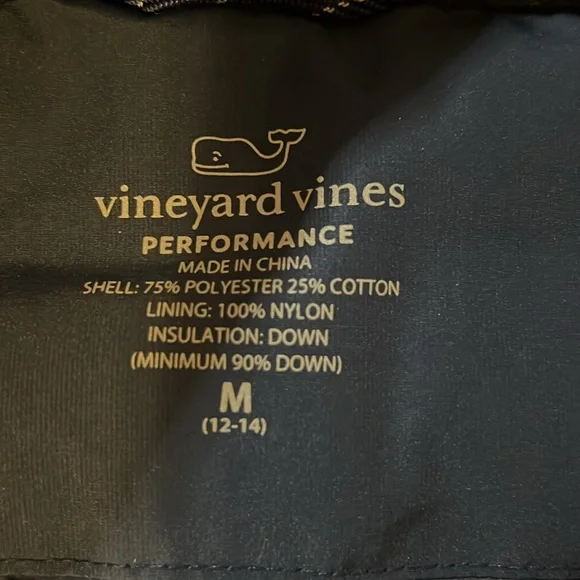 vineyard vines
PERFORMANCE
MADE IN CHINA
SHELL: 75% POLYESTER 25% COTTON
LINING: 100% NYLON
INSULATION: DOWN
(MINIMUM 90% DOWN)
M
(12-14)